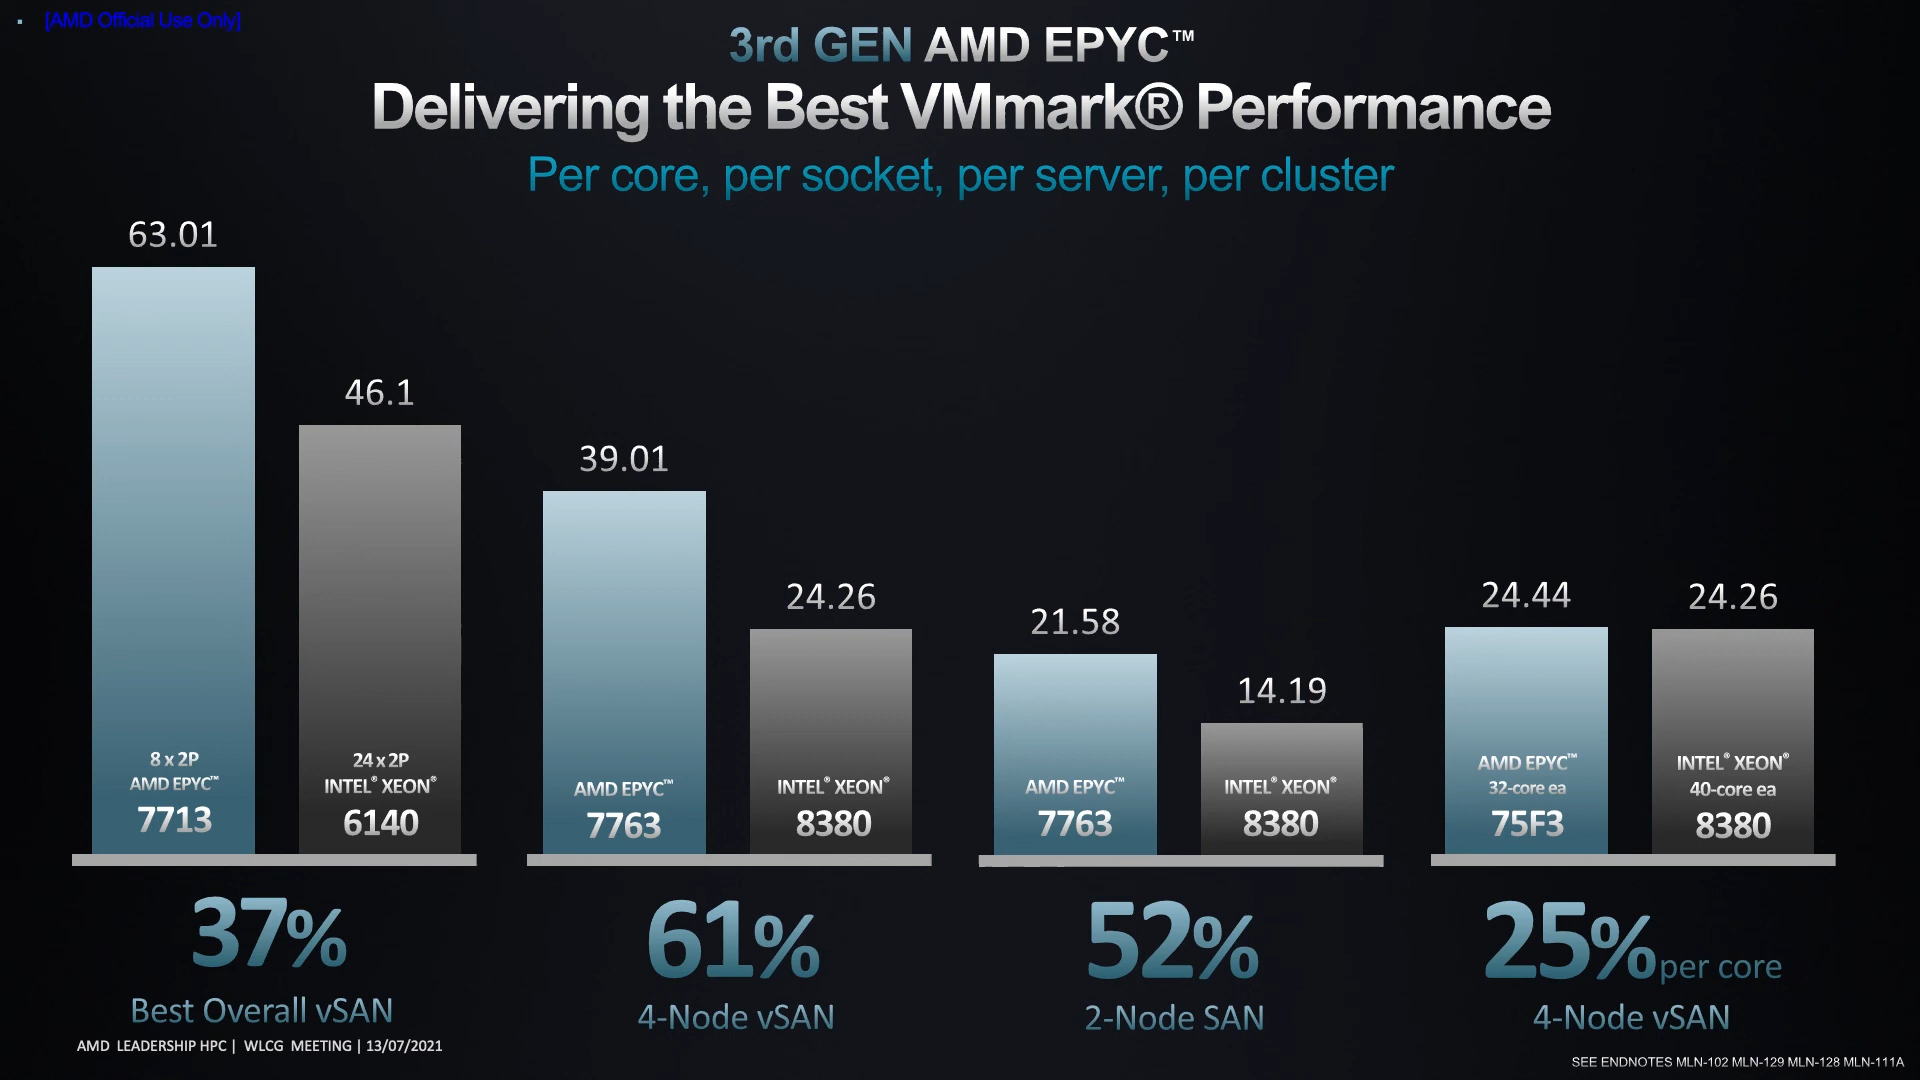 ▪ [AMD Official Use Only]
3rd GEN AMD EPYC™
Delivering the Best VMmark® Performance
Per core, per socket, per server, per cluster
63.01
8 x 2P
AMD EPYC™
7713
46.1
24 x 2P
INTEL® XEON®
6140
37%
Best Overall vSAN
39.01
AMD EPYC™
7763
24.26
INTEL® XEON®
8380
61%
4-Node vSAN
21.58
AMD EPYC™
7763
14.19
INTEL® XEON®
8380
52%
2-Node SAN
24.44
AMD EPYC™
32-core ea
75F3
24.26
INTEL® XEON®
40-core ea
8380
25% per core
4-Node vSAN
AMD LEADERSHIP HPC | WLCG MEETING | 13/07/2021
SEE ENDNOTES MLN-102 MLN-129 MLN-128 MLN-111A